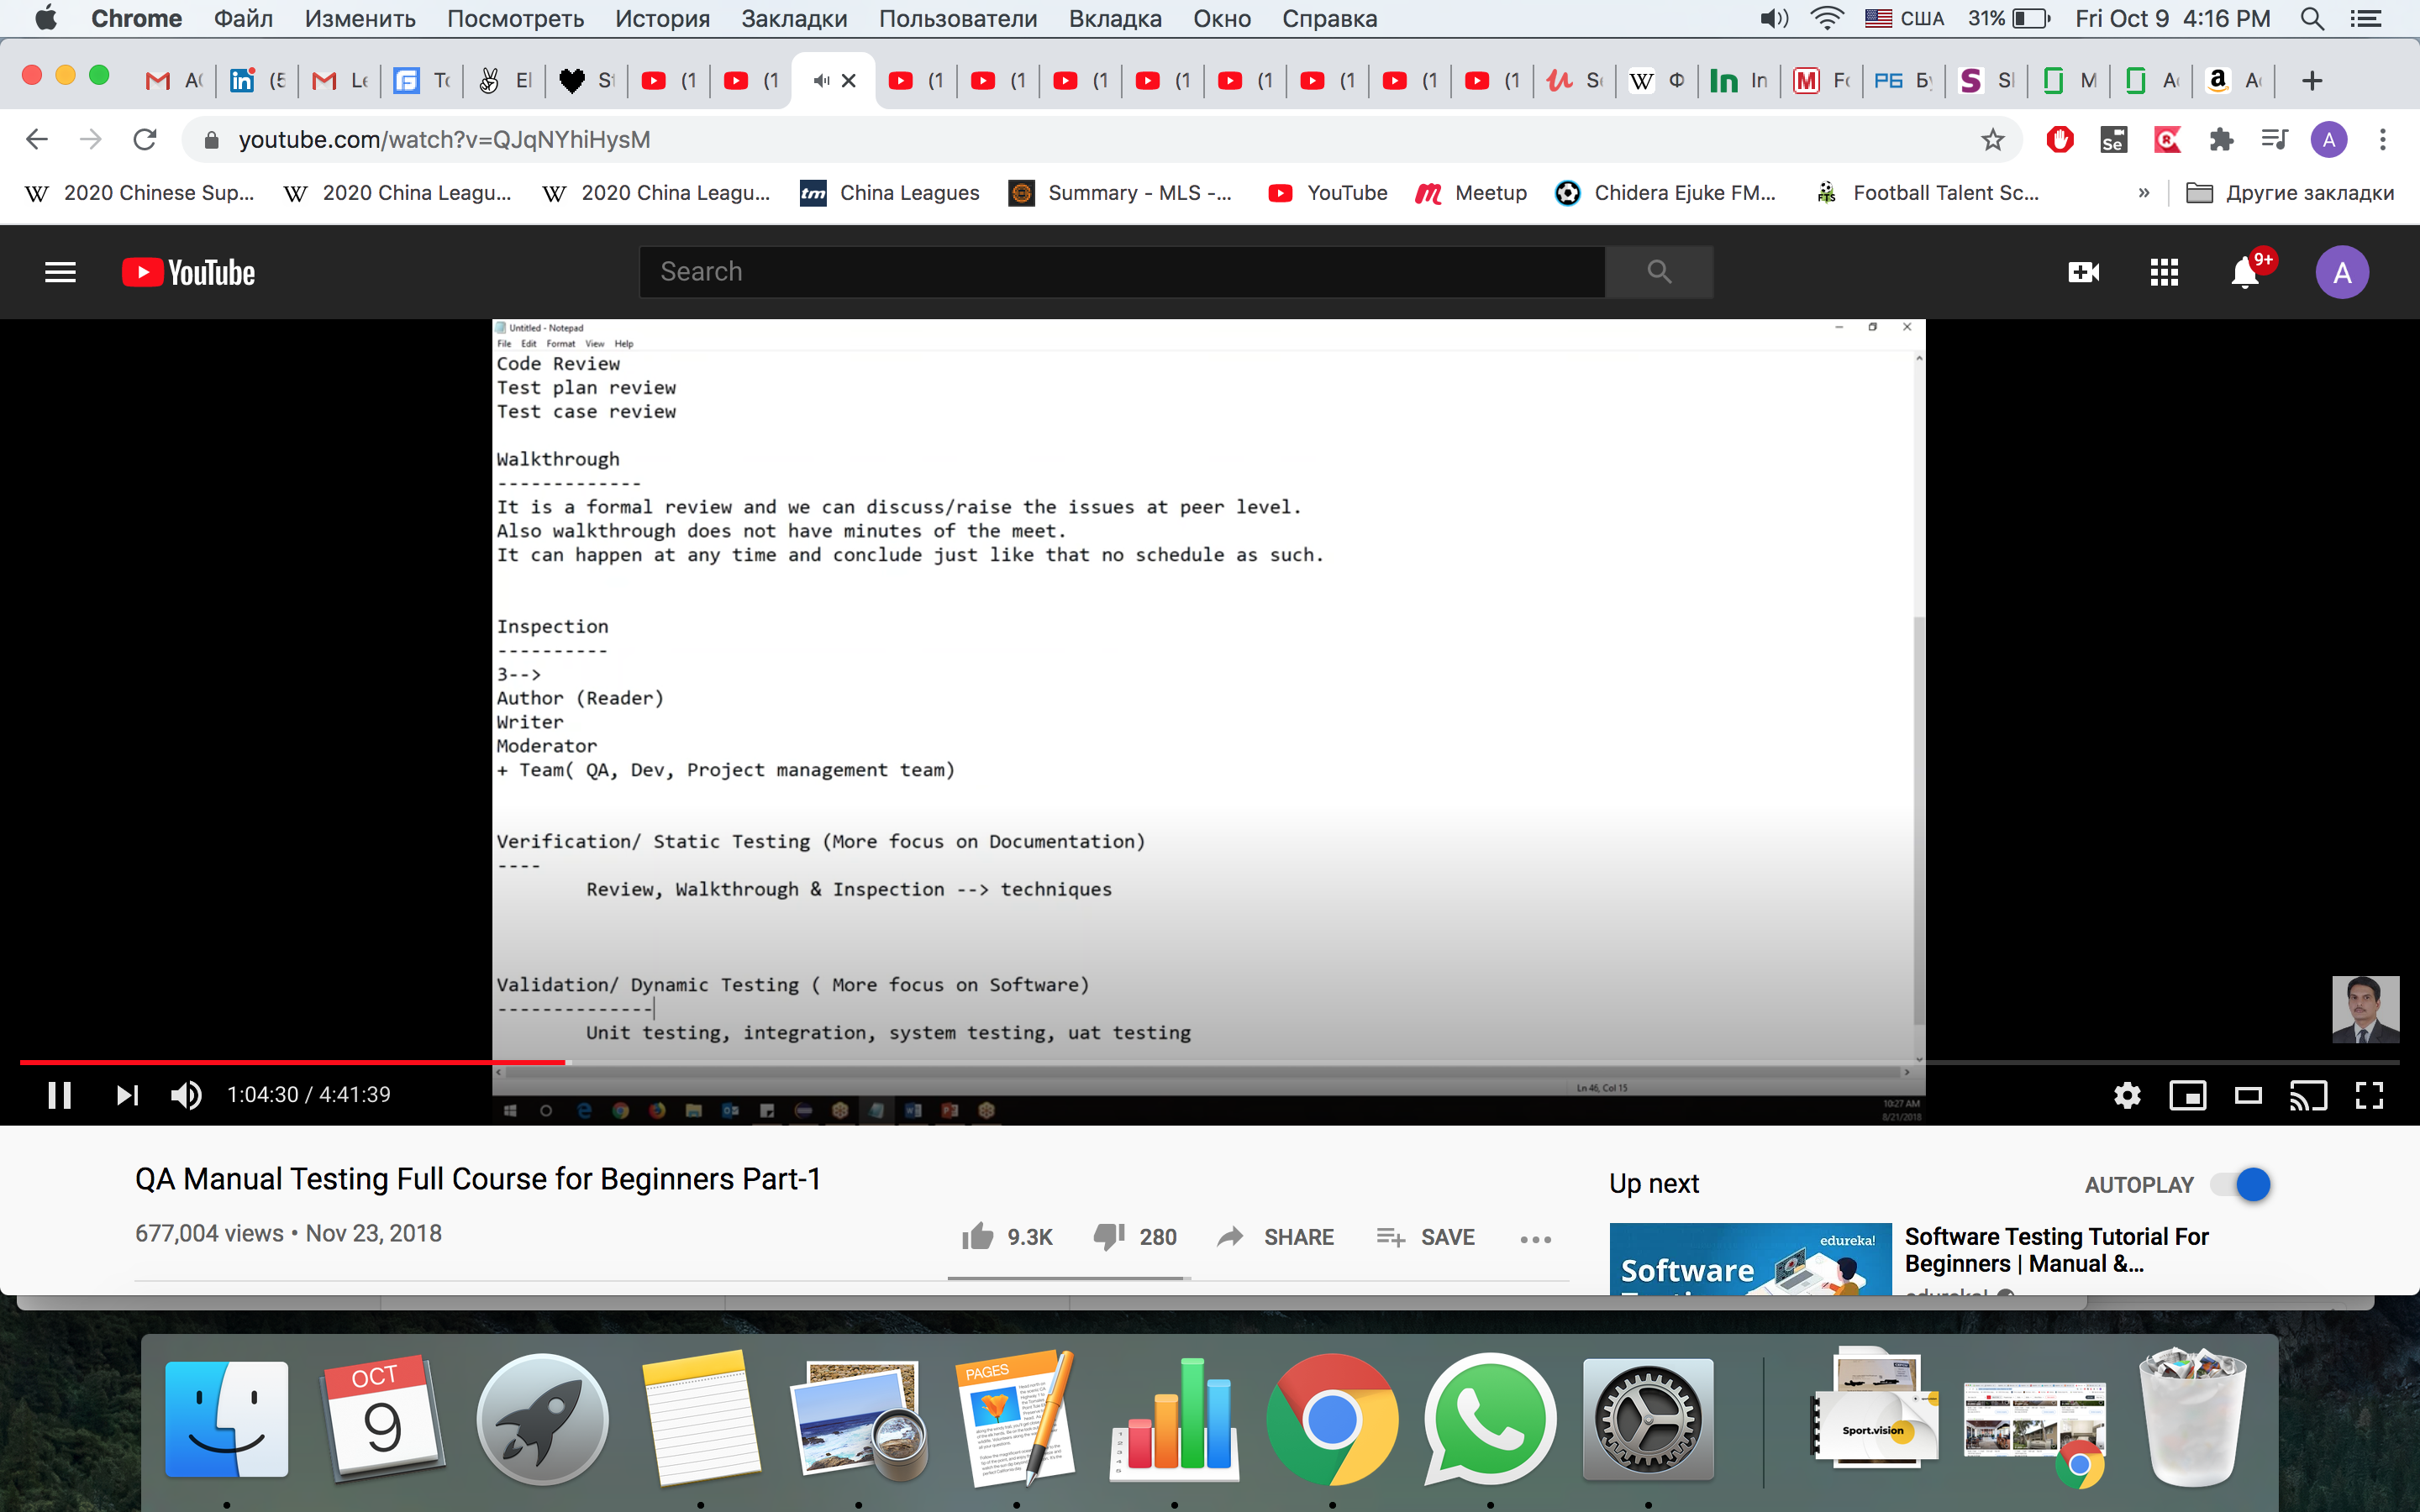 Chrome Файл Изменить Посмотреть История Закладки Пользователи Вкладка Окно Справка США 31% Fri Oct 9 4:16 PM
youtube.com/watch?v=QJqNYhiHysM
2020 Chinese Sup... 2020 China Leagu... 2020 China Leagu... China Leagues Summary - MLS -... YouTube Meetup Chidera Ejuke FM... Football Talent Sc... » Другие закладки
YouTube Search 9+ A
Untitled - Notepad
File Edit Format View Help
Code Review
Test plan review
Test case review
Walkthrough
-------------
It is a formal review and we can discuss/raise the issues at peer level.
Also walkthrough does not have minutes of the meet.
It can happen at any time and conclude just like that no schedule as such.
Inspection
----------
3-->
Author (Reader)
Writer
Moderator
+ Team( QA, Dev, Project management team)
Verification/ Static Testing (More focus on Documentation)
----
Review, Walkthrough & Inspection --> techniques
Validation/ Dynamic Testing ( More focus on Software)
--------------
Unit testing, integration, system testing, uat testing
Ln 46, Col 15
1:04:30 / 4:41:39
10:27 AM
8/21/2018
QA Manual Testing Full Course for Beginners Part-1
677,004 views • Nov 23, 2018
9.3K 280 SHARE SAVE
Up next AUTOPLAY
edureka!
Software
Software Testing Tutorial For
Beginners | Manual &...
OCT
9
PAGES
Sport.vision